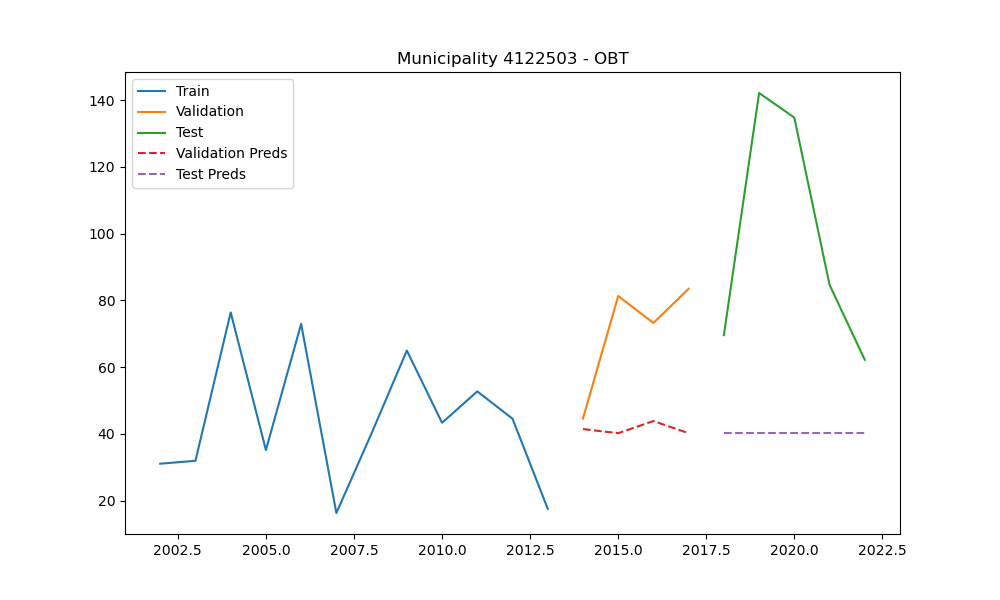 Municipality 4122503 - OBT
Train
Validation
Test
Validation Preds
Test Preds
140
120
100
80
60
40
20
2002.5 2005.0 2007.5 2010.0 2012.5 2015.0 2017.5 2020.0 2022.5